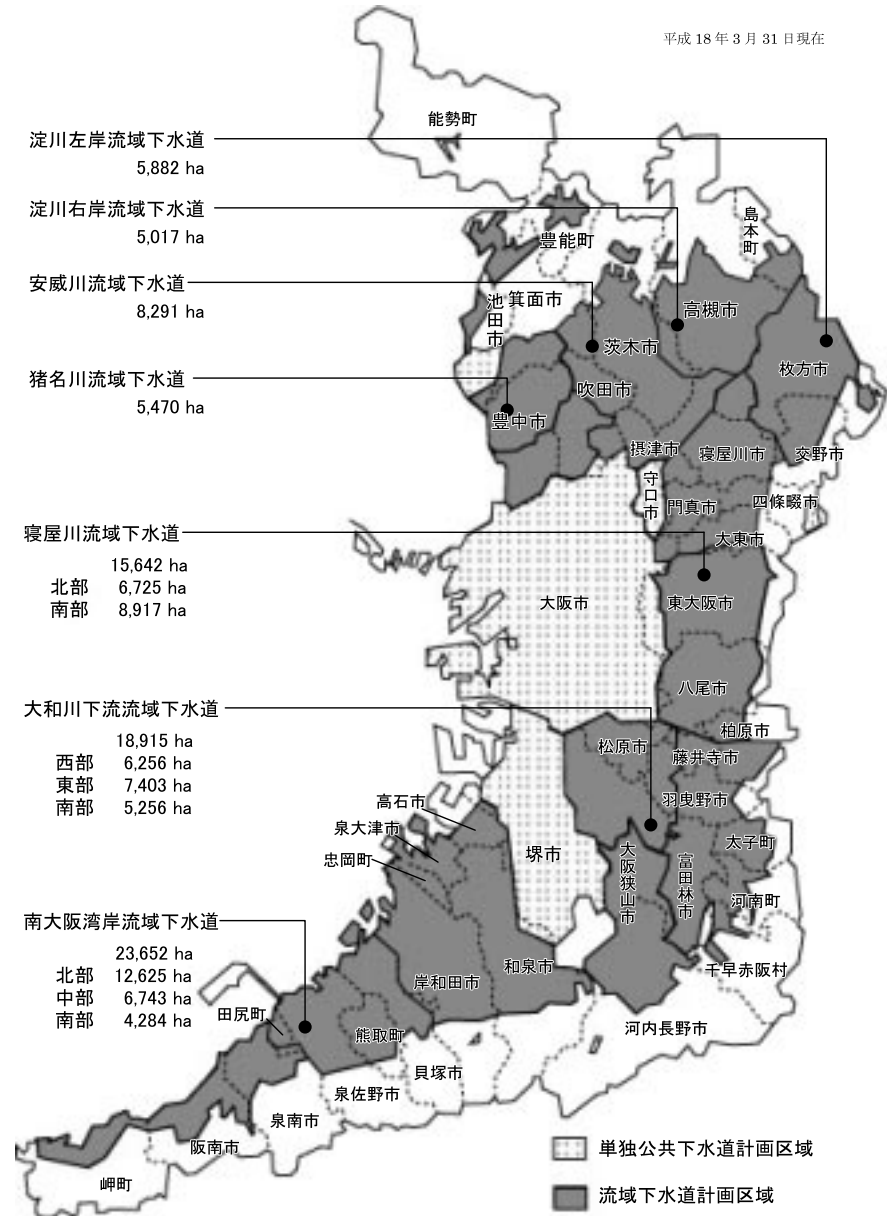 平成 18 年 3 月 31 日現在
淀川左岸流域下水道
5,882 ha
淀川右岸流域下水道
5,017 ha
安威川流域下水道
8,291 ha
猪名川流域下水道
5,470 ha
寝屋川流域下水道
15,642 ha
北部 6,725 ha
南部 8,917 ha
大和川下流流域下水道
18,915 ha
西部 6,256 ha
東部 7,403 ha
南部 5,256 ha
南大阪湾岸流域下水道
23,652 ha
北部 12,625 ha
中部 6,743 ha
南部 4,284 ha
能勢町
豊能町
島本町
池田市
箕面市
高槻市
茨木市
枚方市
吹田市
豊中市
摂津市
寝屋川市
交野市
守口市
門真市
四條畷市
大東市
大阪市
東大阪市
八尾市
柏原市
松原市
藤井寺市
羽曳野市
高石市
泉大津市
忠岡町
堺市
大阪狭山市
富田林市
太子町
河南町
千早赤阪村
和泉市
岸和田市
田尻町
熊取町
河内長野市
貝塚市
泉佐野市
泉南市
阪南市
岬町
単独公共下水道計画区域
流域下水道計画区域